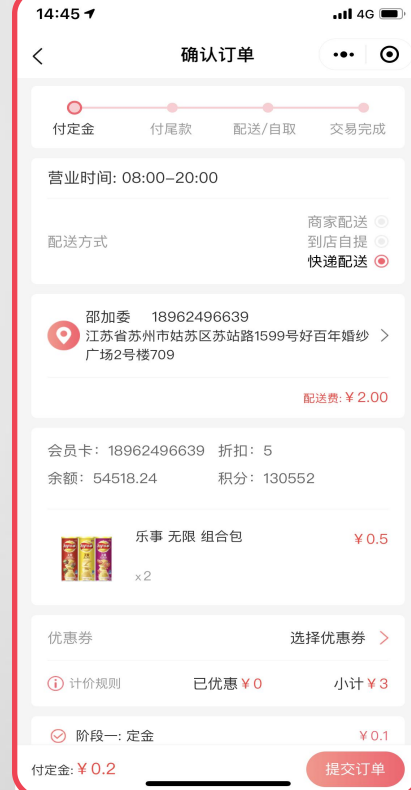 14:45
4G
确认订单
付定金 付尾款 配送/自取 交易完成
营业时间: 08:00-20:00
商家配送
配送方式 到店自提
快递配送
邵加委 18962496639
江苏省苏州市姑苏区苏站路1599号好百年婚纱
广场2号楼709
配送费:¥2.00
会员卡: 18962496639 折扣: 5
余额: 54518.24 积分: 130552
乐事 无限 组合包 ¥0.5
x2
优惠券 选择优惠券
计价规则 已优惠¥0 小计¥3
阶段一: 定金 ¥0.1
付定金:¥0.2 提交订单